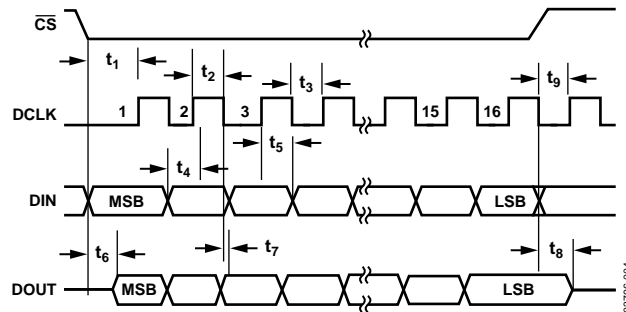 CS
t1 t2 t3 t9
DCLK 1 2 3 15 16
t4 t5
DIN MSB LSB
t6 t7 t8
DOUT MSB LSB